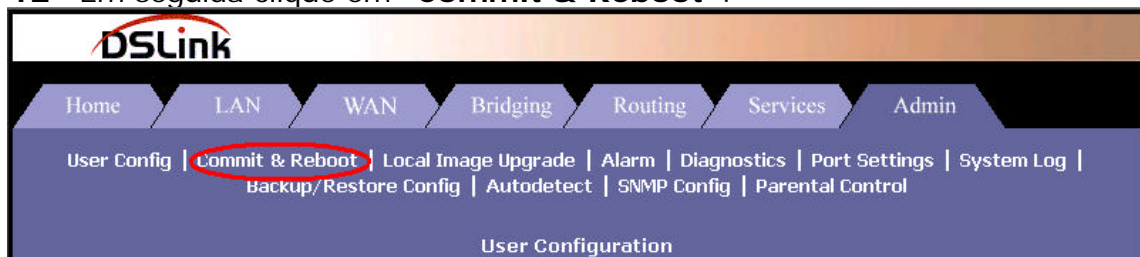 12 - Em seguida clique em "Commit & Reboot".
DSLink
Home LAN WAN Bridging Routing Services Admin
User Config | Commit & Reboot | Local Image Upgrade | Alarm | Diagnostics | Port Settings | System Log |
Backup/Restore Config | Autodetect | SNMP Config | Parental Control
User Configuration